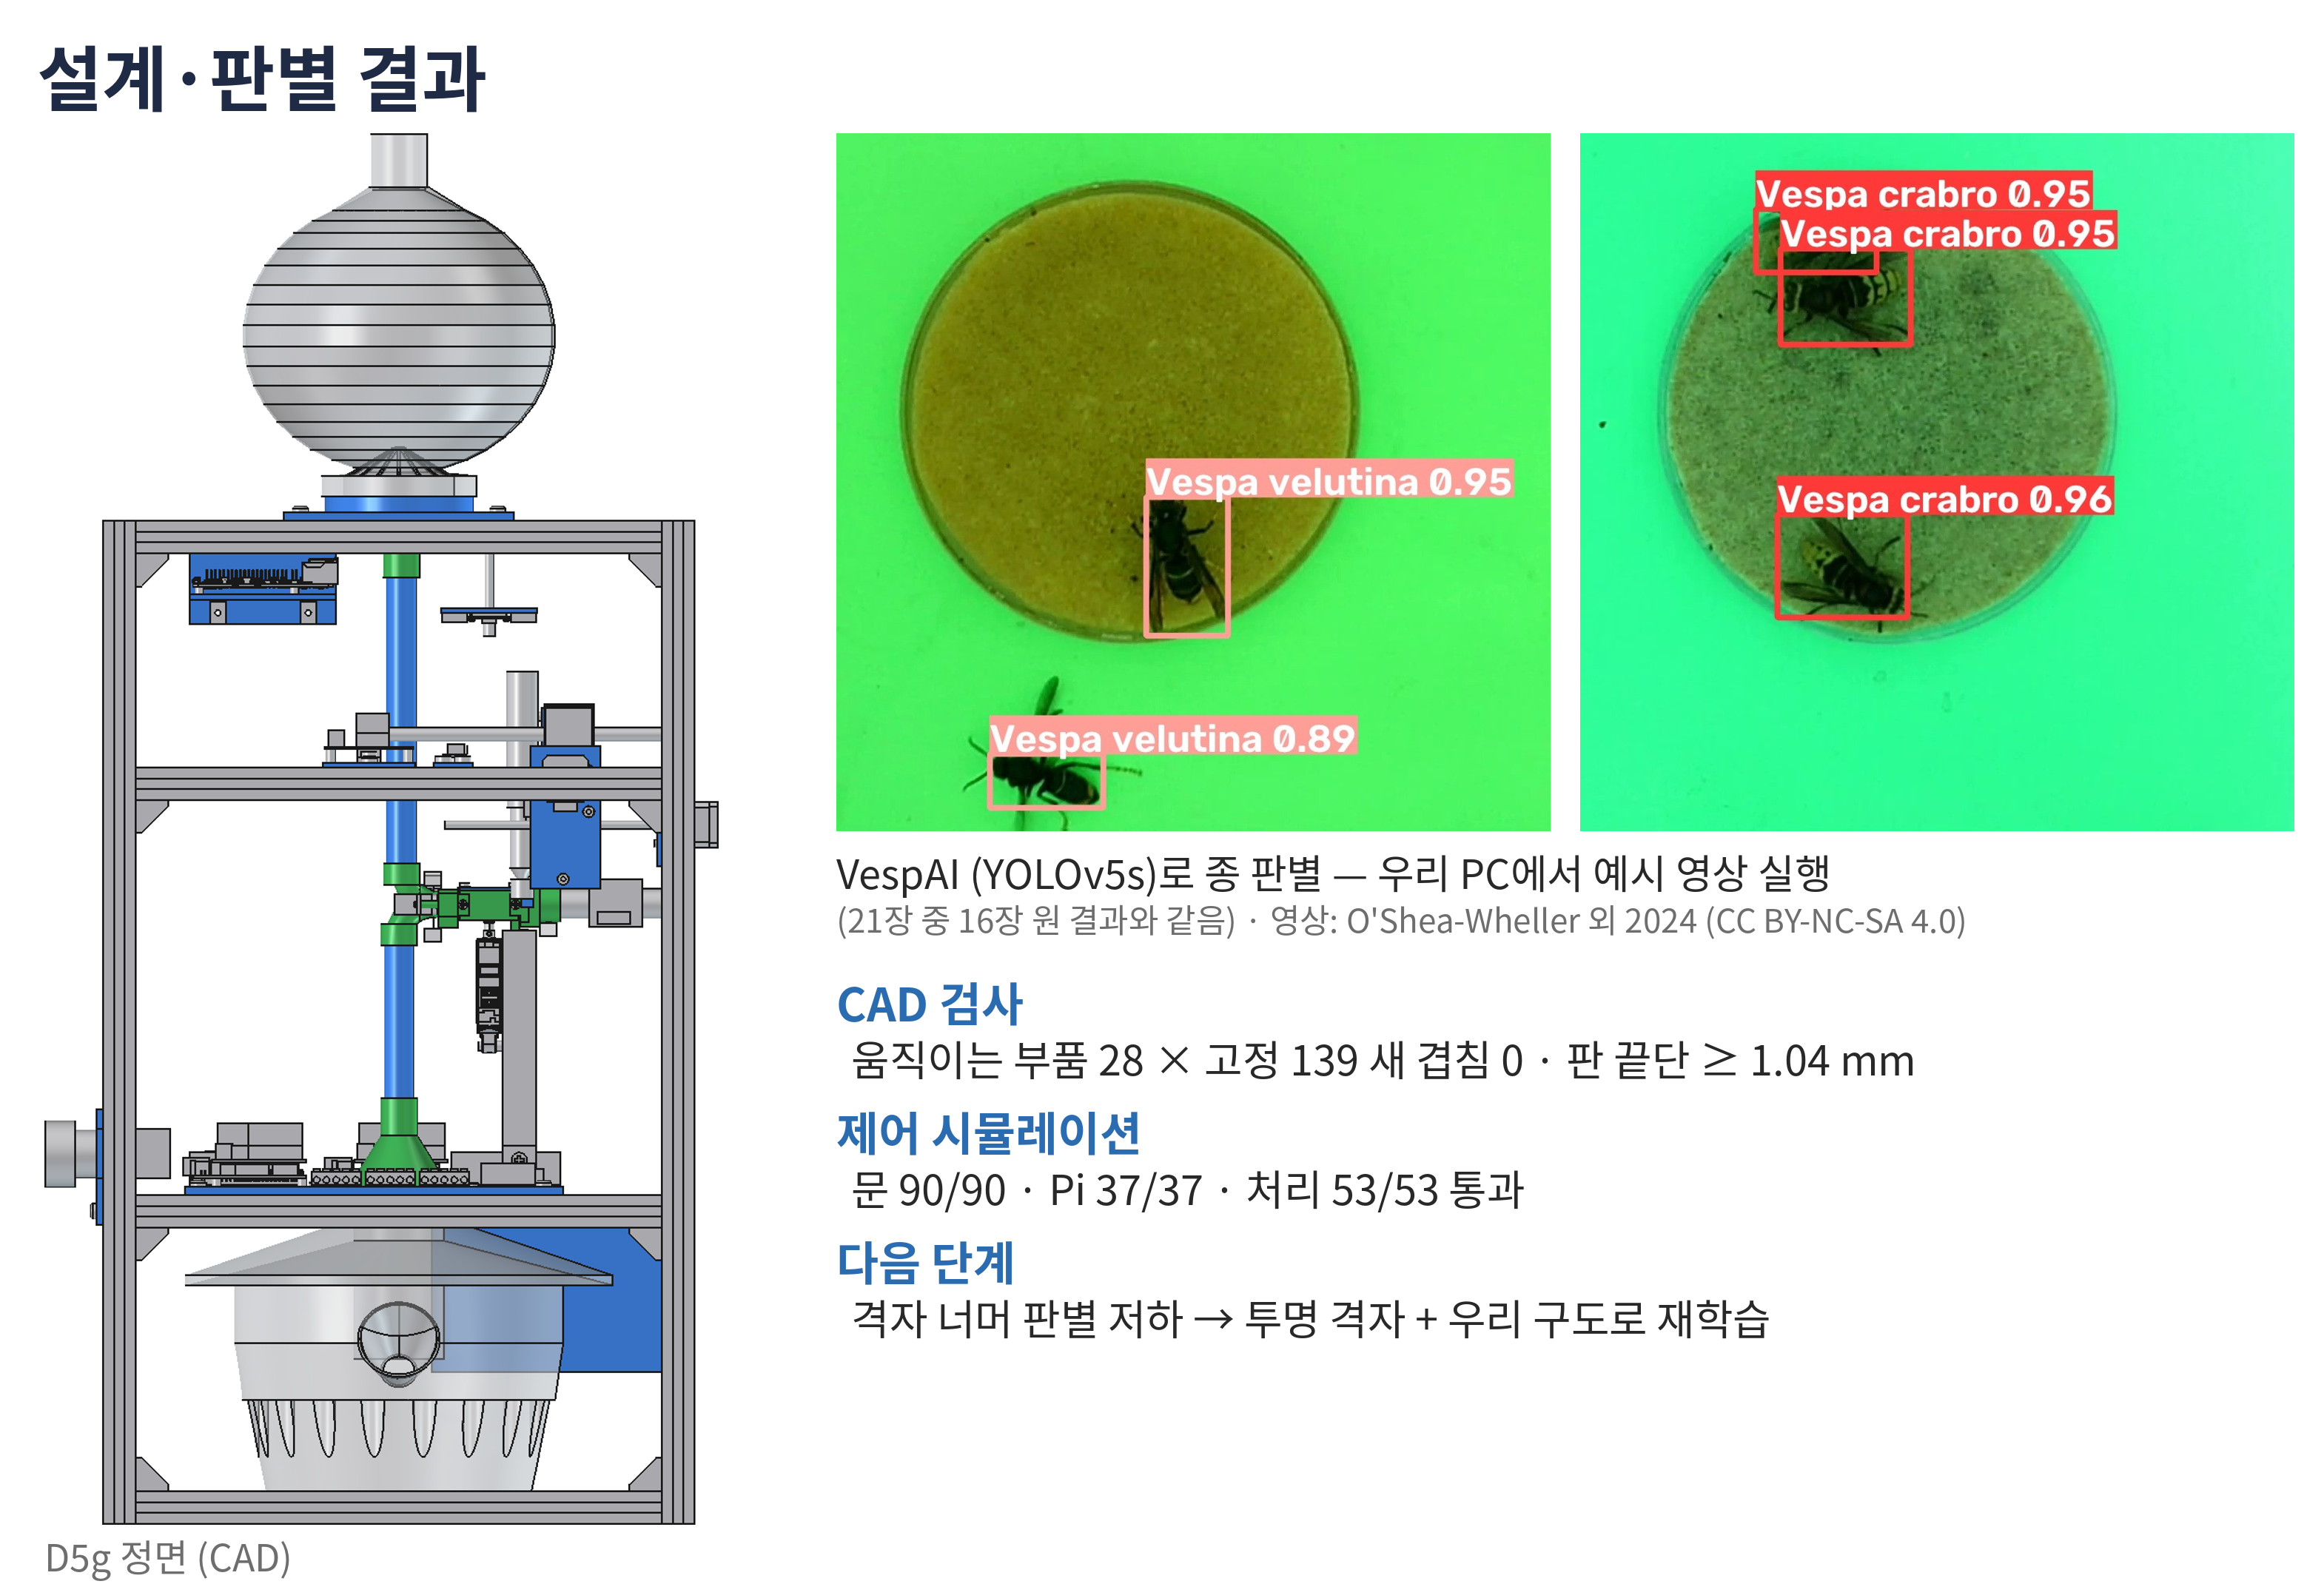 설계·판별 결과
Vespa velutina 0.95
Vespa velutina 0.89
Vespa crabro 0.95
Vespa crabro 0.95
Vespa crabro 0.96
VespAI (YOLOv5s)로 종 판별 — 우리 PC에서 예시 영상 실행
(21장 중 16장 원 결과와 같음) · 영상: O'Shea-Wheller 외 2024 (CC BY-NC-SA 4.0)
CAD 검사
움직이는 부품 28 × 고정 139 새 겹침 0 · 판 끝단 ≥ 1.04 mm
제어 시뮬레이션
문 90/90 · Pi 37/37 · 처리 53/53 통과
다음 단계
격자 너머 판별 저하 → 투명 격자 + 우리 구도로 재학습
D5g 정면 (CAD)